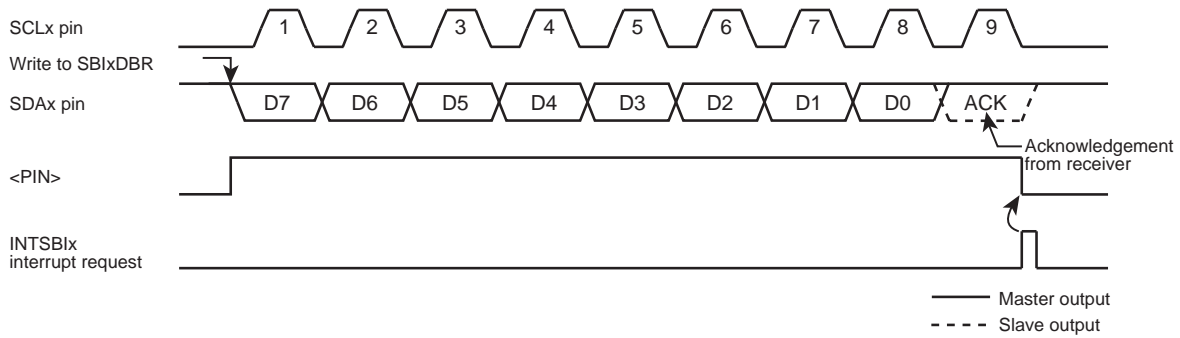 SCLx pin
1 2 3 4 5 6 7 8 9
Write to SBIxDBR
SDAx pin
D7 D6 D5 D4 D3 D2 D1 D0 ACK
Acknowledgement
from receiver
<PIN>
INTSBIx
interrupt request
Master output
Slave output